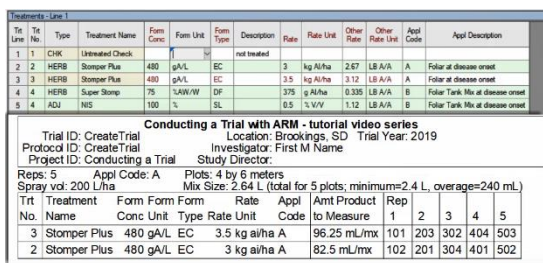 Treatments - Line 1
Trt Line Trt No. Type Treatment Name Form Conc Form Unit Form Type Description Rate Rate Unit Other Rate Other Rate Unit Appl Code Appl Description
1 1 CHK Untreated Check not treated
2 2 HERB Stomper Plus 480 gA/L EC 3 kg AI/ha 2.67 LB A/A A Foliar at disease onset
3 3 HERB Stomper Plus 480 gA/L EC 3.5 kg AI/ha 3.12 LB A/A A Foliar at disease onset
4 4 HERB Super Stomp 75 %AW/W DF 375 g AI/ha 0.335 LB A/A B Foliar Tank Mix at disease onset
5 4 ADJ NIS 100 % SL 0.5 % V/V 1.12 LB A/A B Foliar Tank Mix at disease onset
Conducting a Trial with ARM - tutorial video series
Trial ID: CreateTrial Location: Brookings, SD Trial Year: 2019
Protocol ID: CreateTrial Investigator: First M Name
Project ID: Conducting a Trial Study Director:
Reps: 5 Appl Code: A Plots: 4 by 6 meters
Spray vol: 200 L/ha Mix Size: 2.64 L (total for 5 plots; minimum=2.4 L, overage=240 mL)
Trt Treatment Form Form Form Rate Appl Amt Product Rep
No. Name Conc Unit Type Rate Unit Code to Measure 1 2 3 4 5
3 Stomper Plus 480 gA/L EC 3.5 kg ai/ha A 96.25 mL/mx 102 203 302 404 503
2 Stomper Plus 480 gA/L EC 3 kg ai/ha A 82.5 mL/mx 101 201 304 401 502